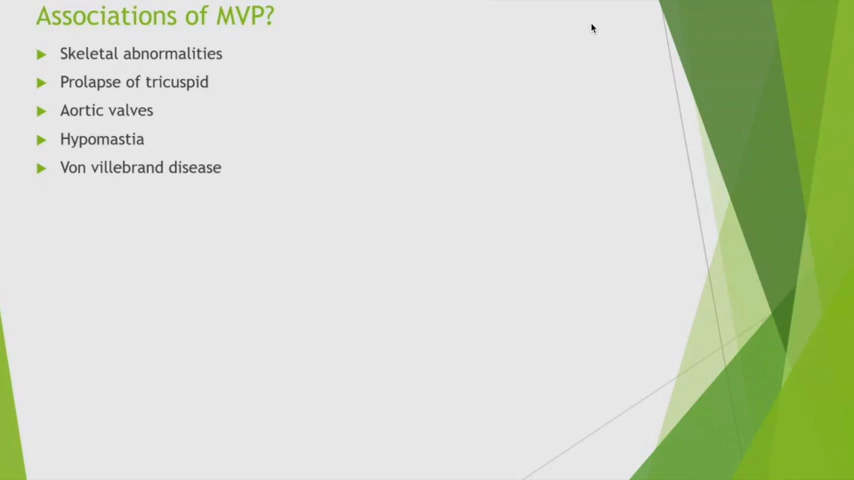 Associations of MVP?
Skeletal abnormalities
Prolapse of tricuspid
Aortic valves
Hypomastia
Von villebrand disease